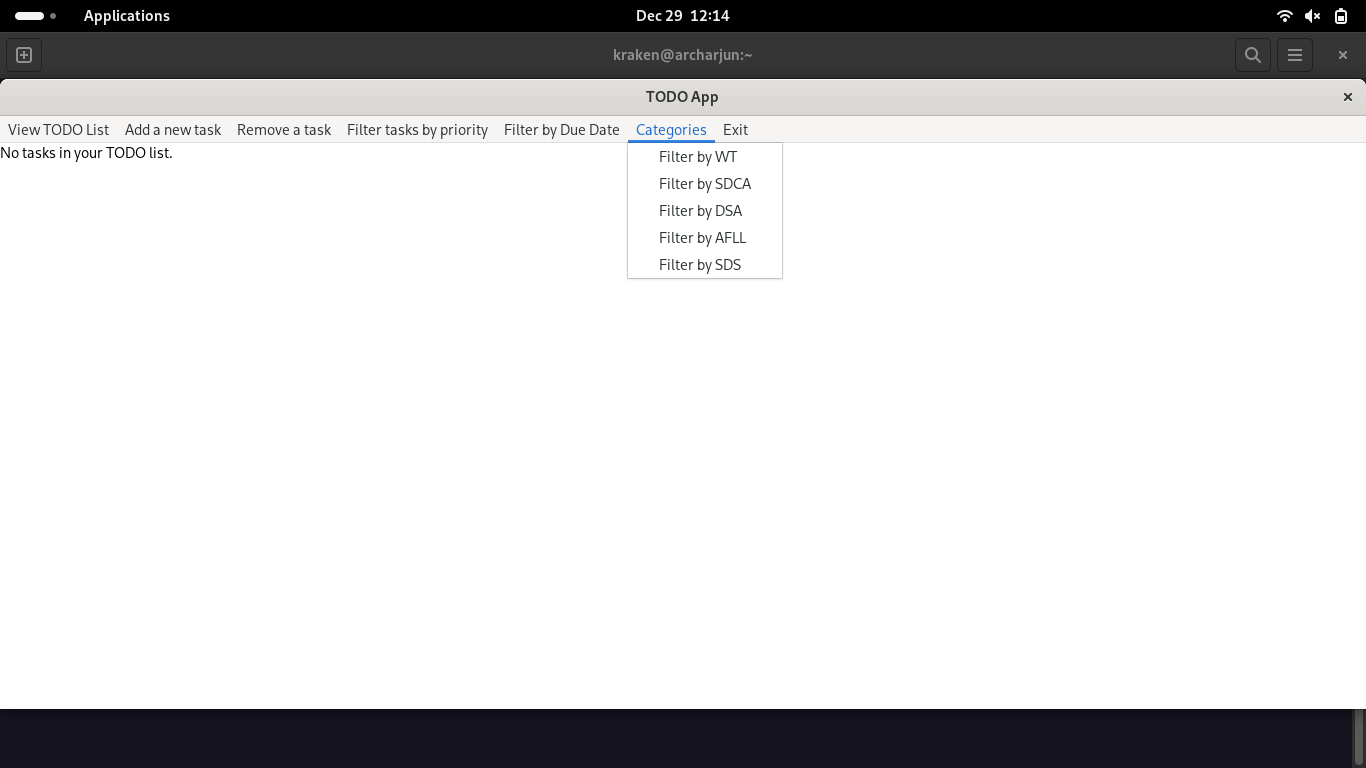 Applications Dec 29 12:14
kraken@archarjun:~
TODO App
View TODO List Add a new task Remove a task Filter tasks by priority Filter by Due Date Categories Exit
No tasks in your TODO list.
Filter by WT
Filter by SDCA
Filter by DSA
Filter by AFLL
Filter by SDS